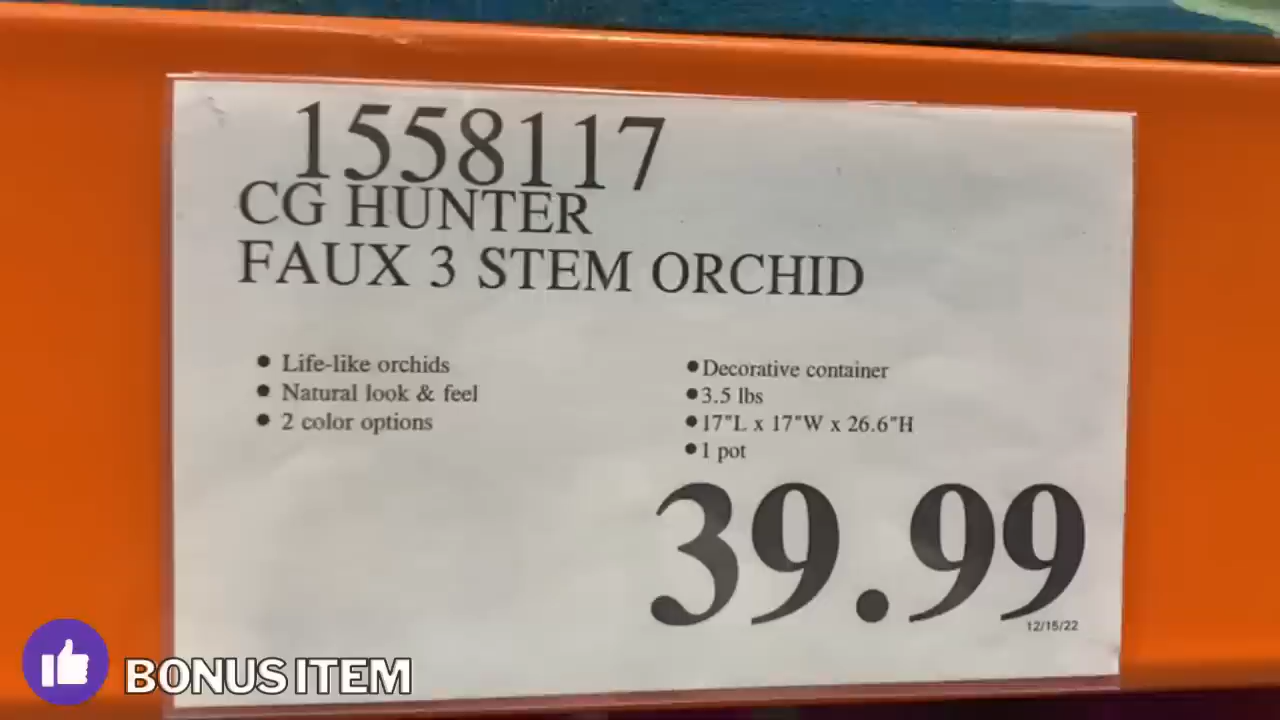 1558117
CG HUNTER
FAUX 3 STEM ORCHID
• Life-like orchids
• Natural look & feel
• 2 color options
• Decorative container
• 3.5 lbs
• 17"L x 17"W x 26.6"H
• 1 pot
39.99
12/15/22
BONUS ITEM